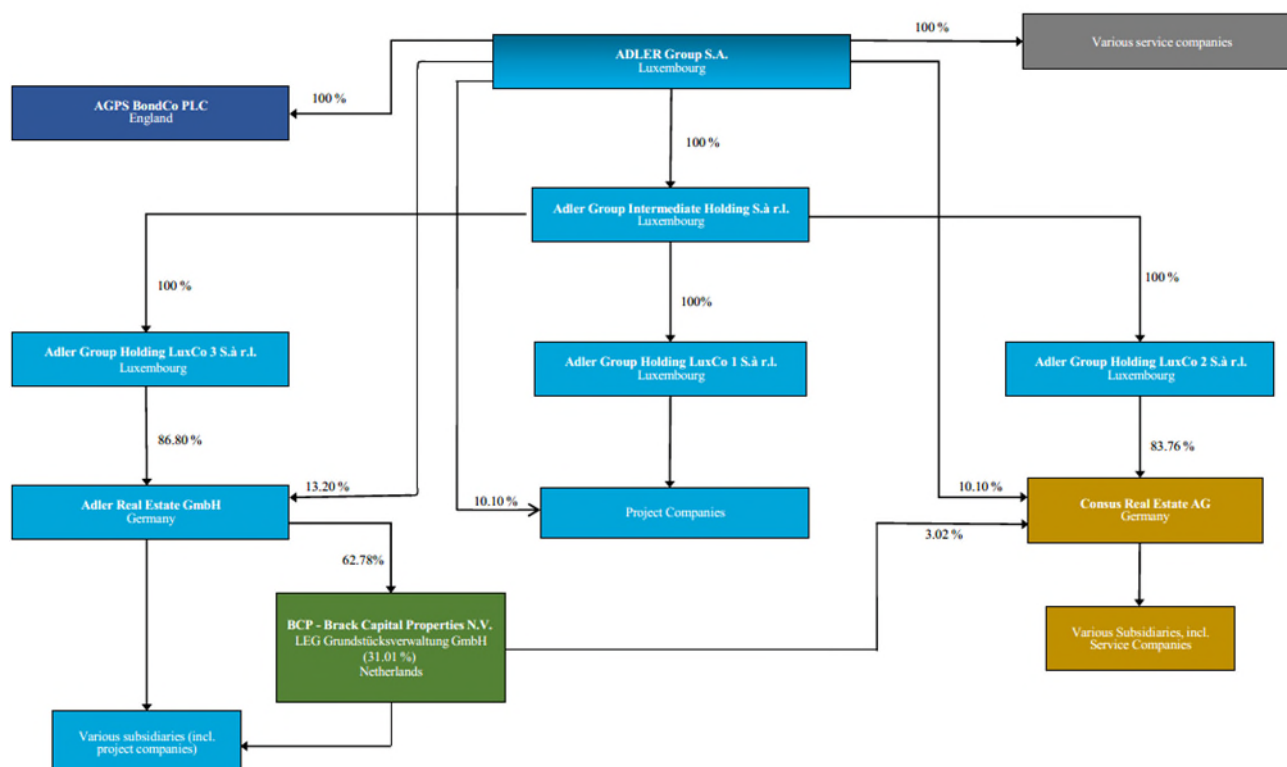 100 %
ADLER Group S.A.
Luxembourg
Various service companies
AGPS BondCo PLC
England
100 %
100 %
Adler Group Intermediate Holding S.à r.l.
Luxembourg
100 %
100%
100 %
Adler Group Holding LuxCo 3 S.à r.l.
Luxembourg
Adler Group Holding LuxCo 1 S.à r.l.
Luxembourg
Adler Group Holding LuxCo 2 S.à r.l.
Luxembourg
86.80 %
83.76 %
13.20 %
10.10 %
10.10 %
Adler Real Estate GmbH
Germany
Project Companies
Consus Real Estate AG
Germany
3.02 %
62.78%
BCP - Brack Capital Properties N.V.
LEG Grundstücksverwaltung GmbH
(31.01 %)
Netherlands
Various Subsidiaries, incl.
Service Companies
Various subsidiaries (incl.
project companies)